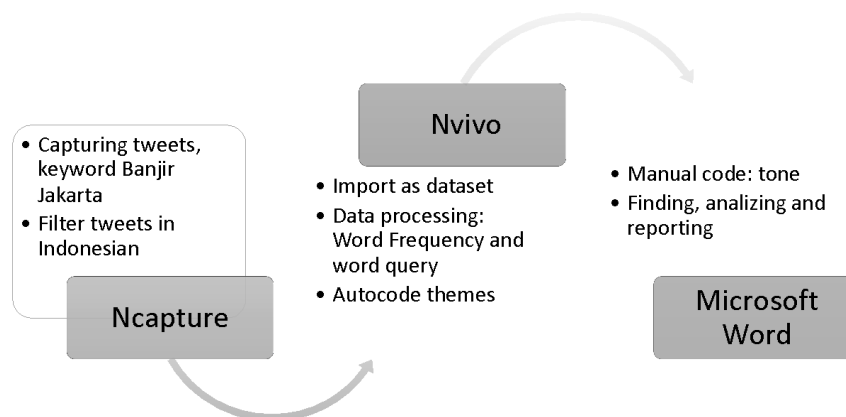 • Capturing tweets,
keyword Banjir
Jakarta
• Filter tweets in
Indonesian
Ncapture
Nvivo
• Import as dataset
• Data processing:
Word Frequency and
word query
• Autocode themes
• Manual code: tone
• Finding, analizing and
reporting
Microsoft
Word